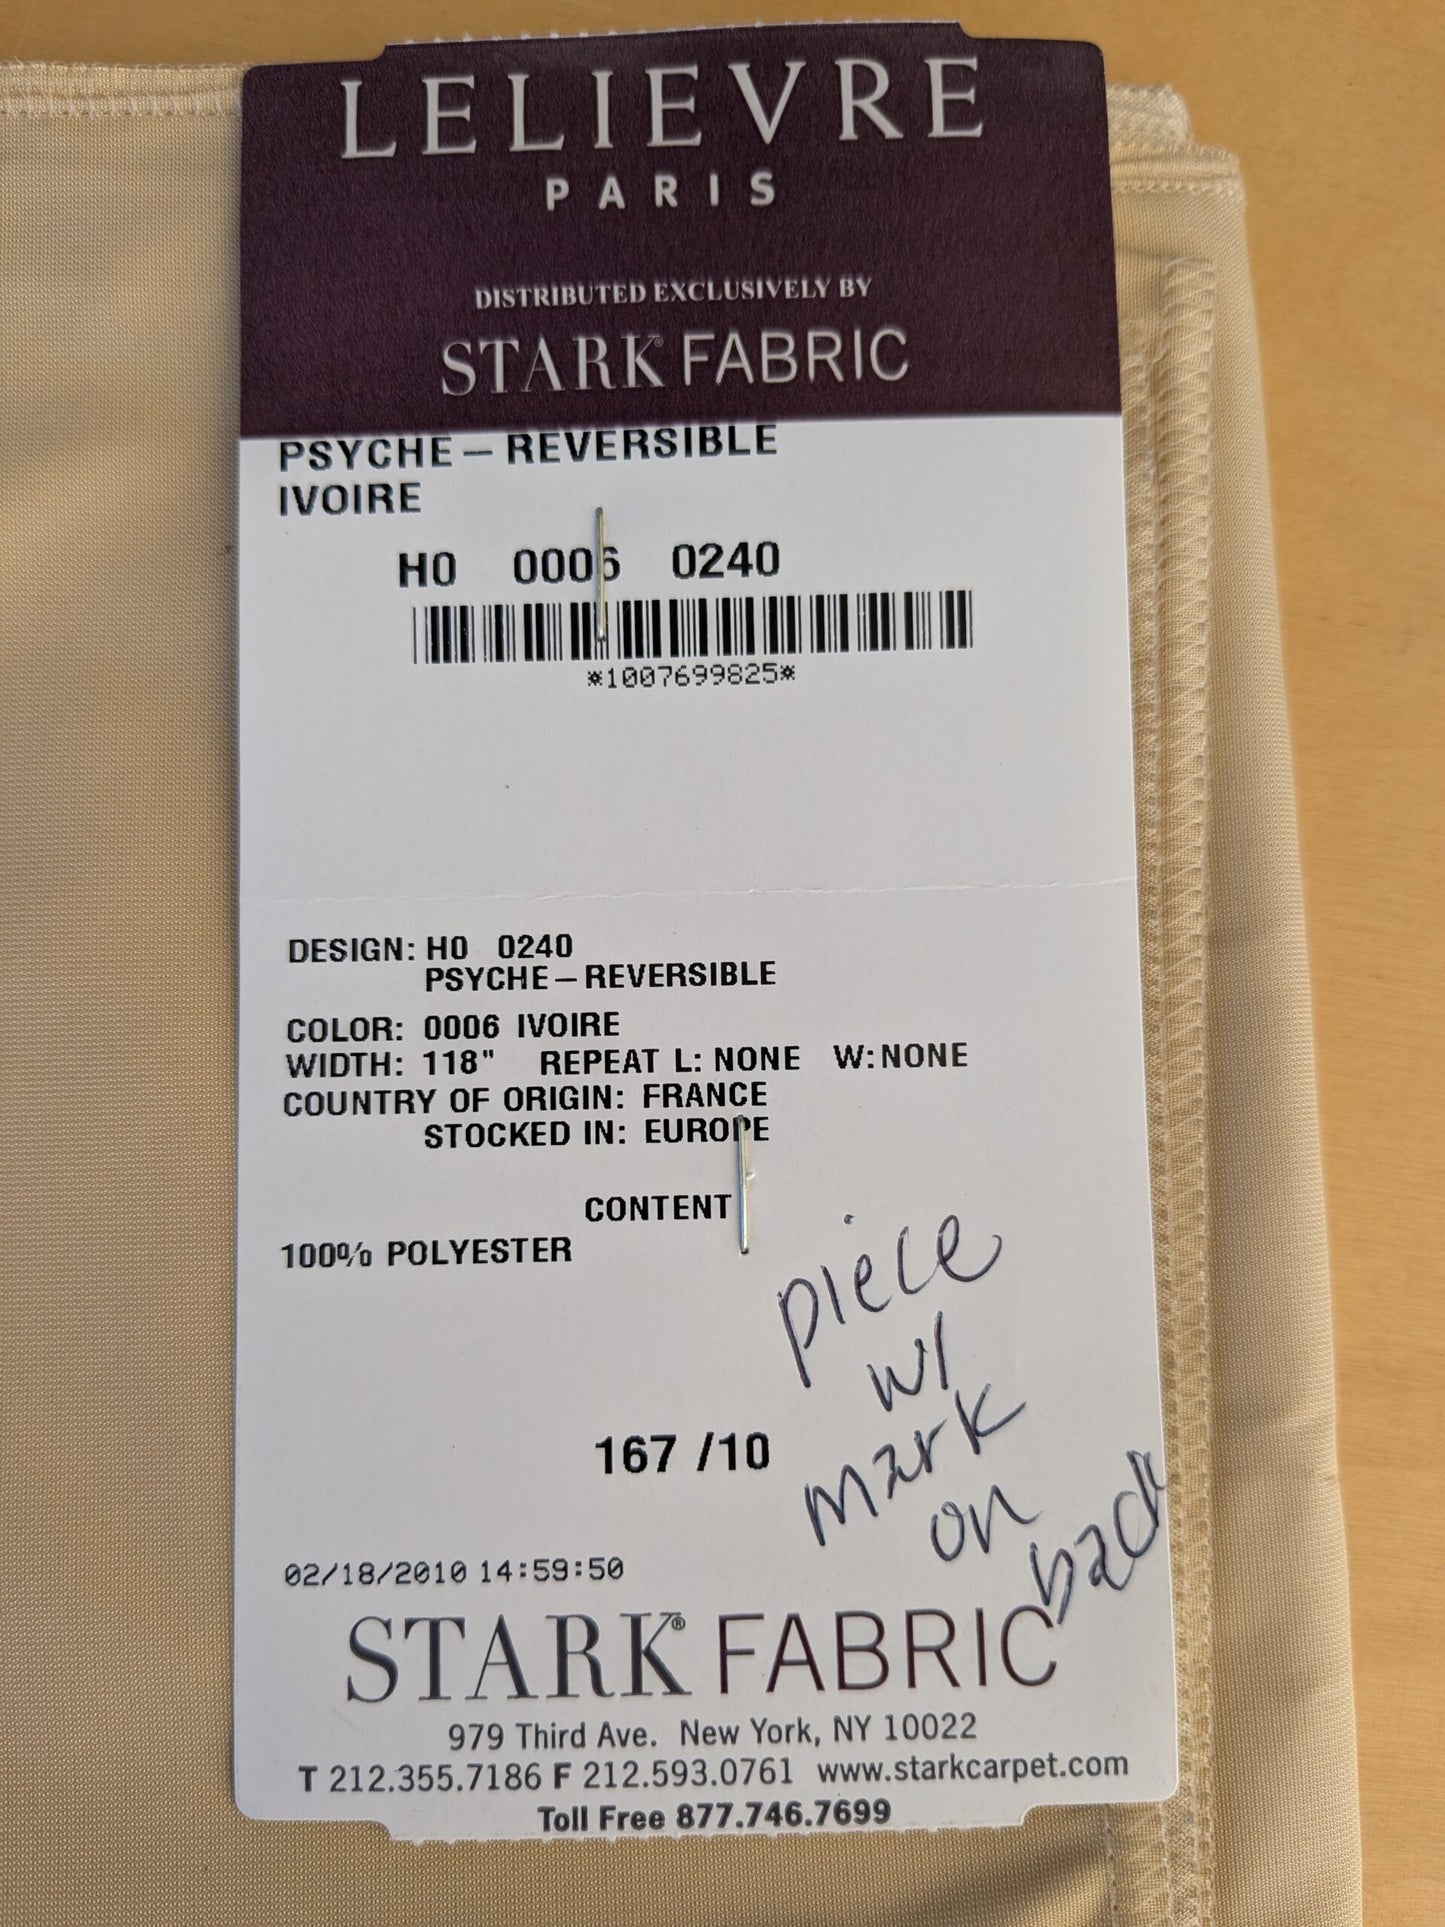 LELIEVRE
PARIS
DISTRIBUTED EXCLUSIVELY BY
STARK® FABRIC
PSYCHE – REVERSIBLE
IVOIRE
H0 0006 0240
*1007699825*
DESIGN: H0 0240
PSYCHE – REVERSIBLE
COLOR: 0006 IVOIRE
WIDTH: 118" REPEAT L: NONE W: NONE
COUNTRY OF ORIGIN: FRANCE
STOCKED IN: EUROPE
CONTENT
100% POLYESTER
piece
w/
mark
on
back
167 /10
02/18/2010 14:59:50
STARK® FABRIC
979 Third Ave. New York, NY 10022
T 212.355.7186 F 212.593.0761 www.starkcarpet.com
Toll Free 877.746.7699